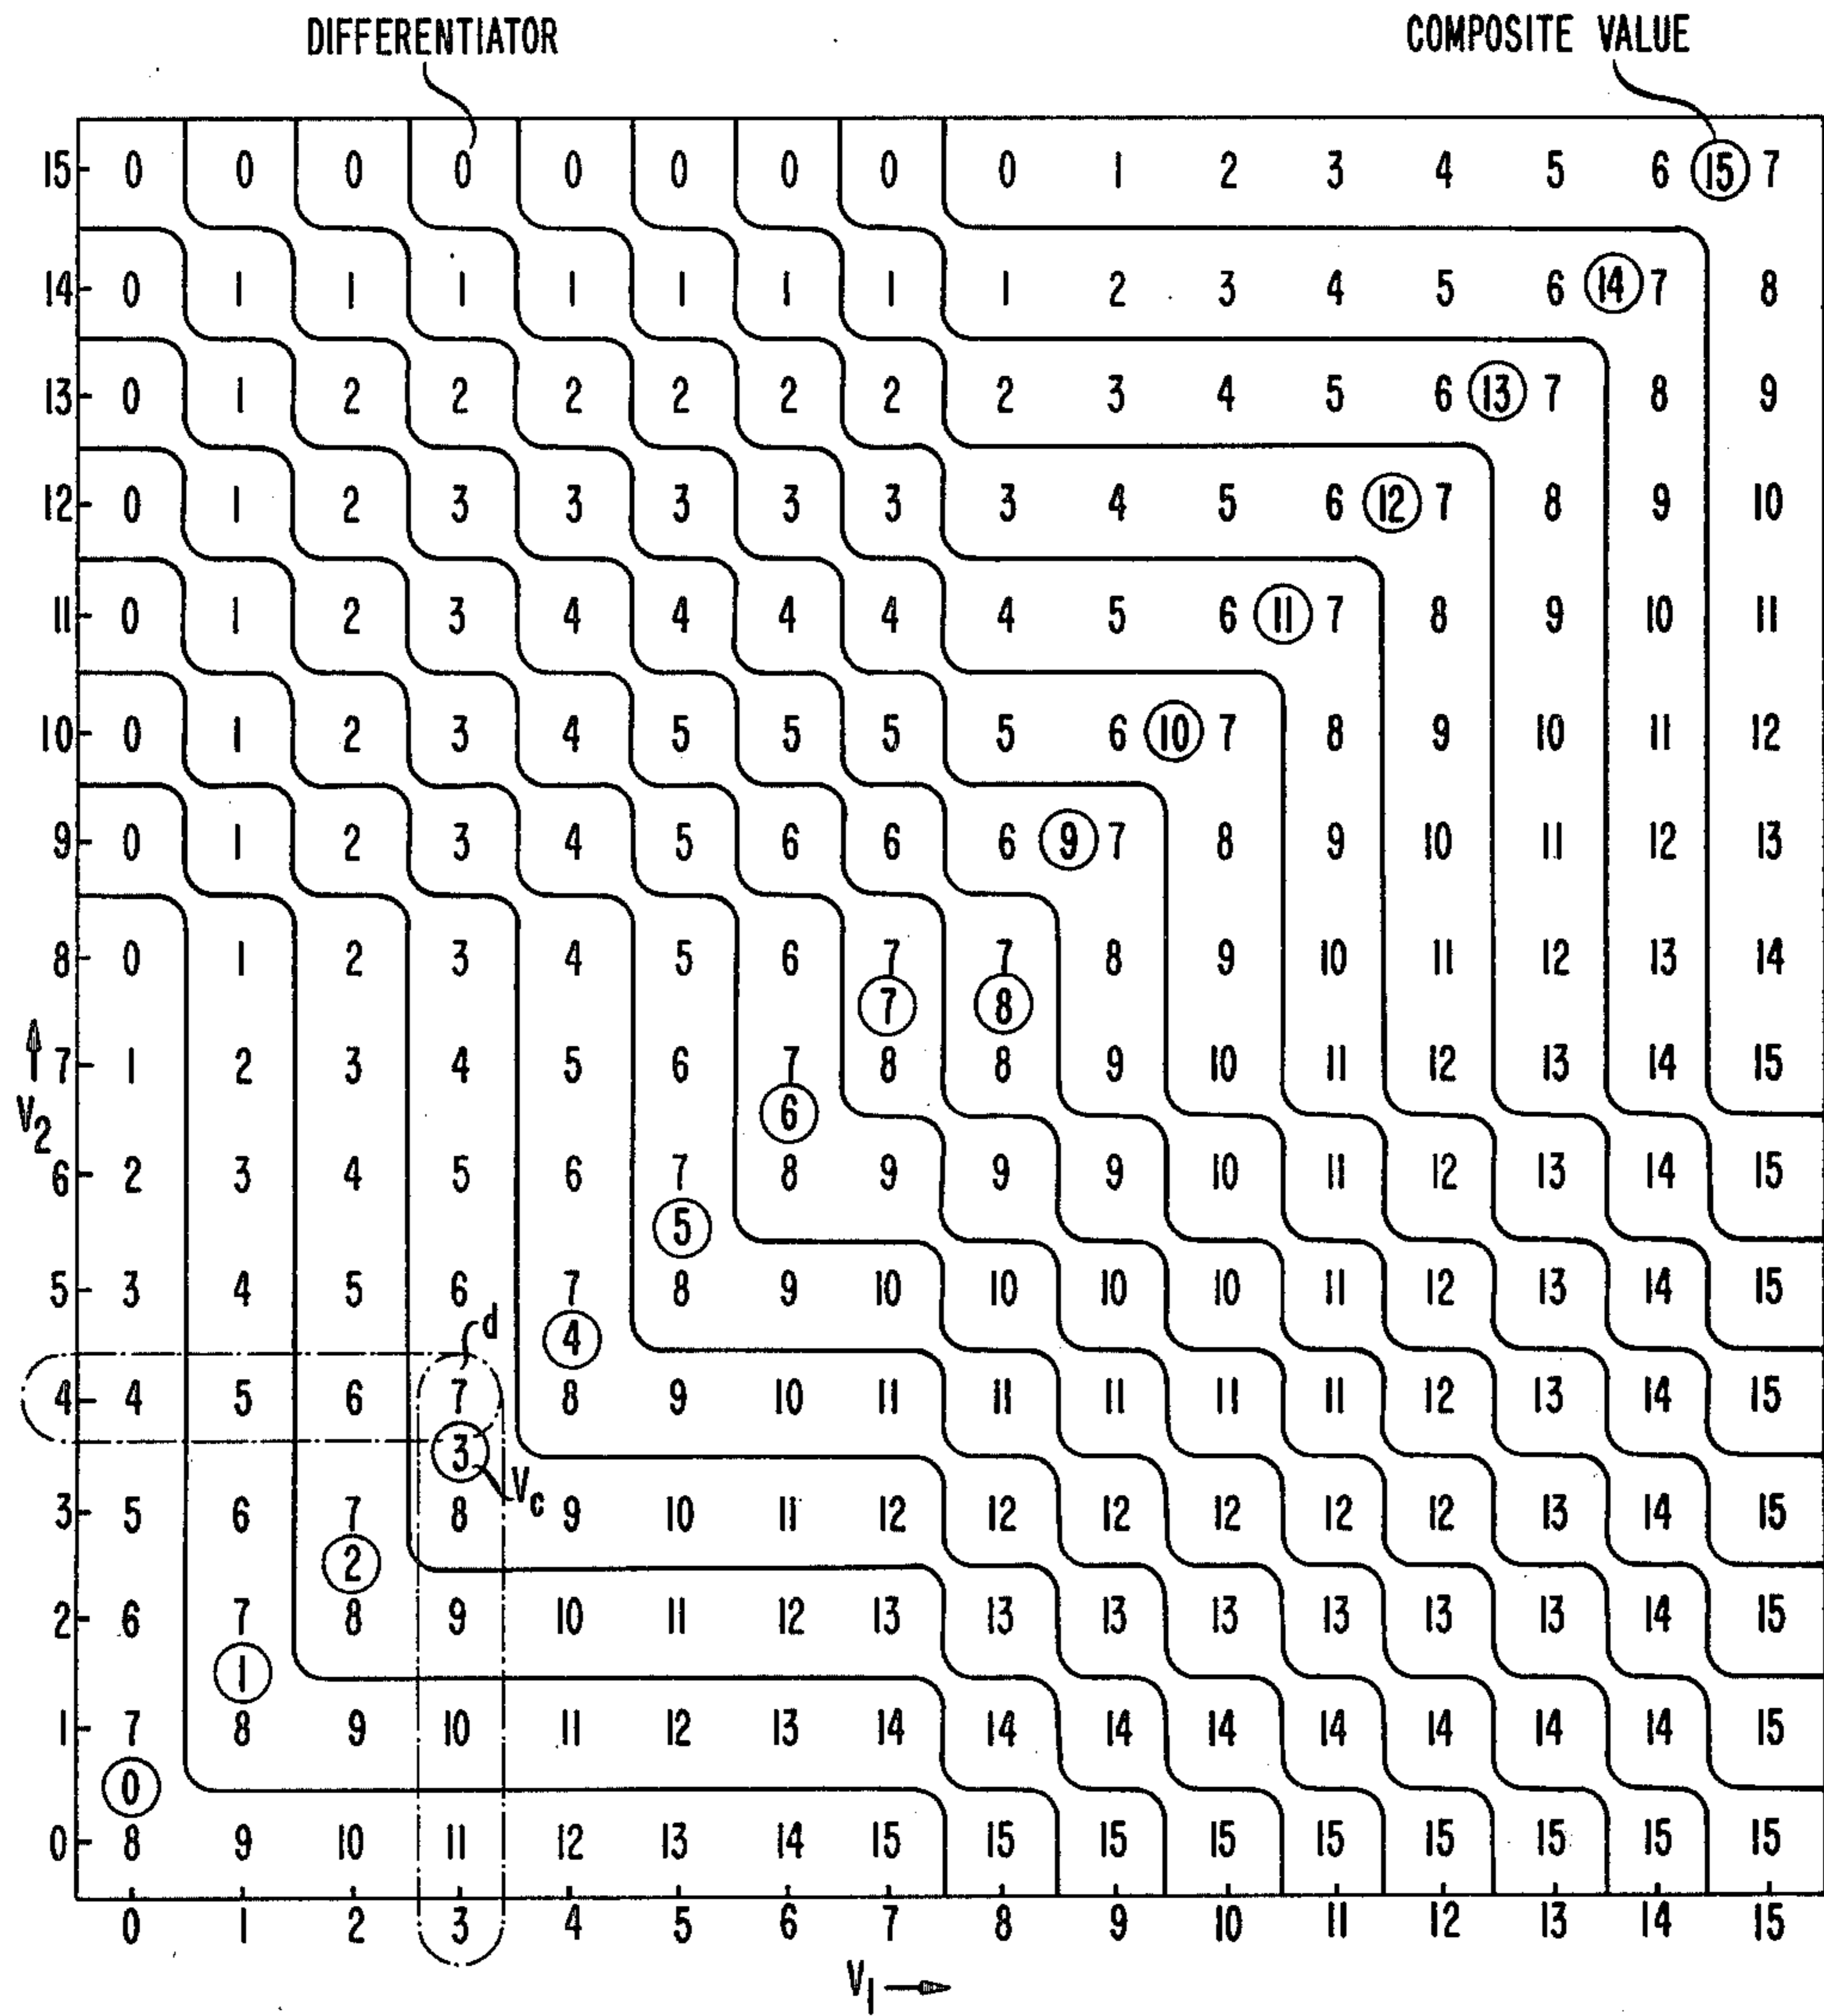 DIFFERENTIATOR COMPOSITE VALUE
15 0 0 0 0 0 0 0 0 0 1 2 3 4 5 6 15 7
14 0 1 1 1 1 1 1 1 1 2 3 4 5 6 14 7 8
13 0 1 2 2 2 2 2 2 2 3 4 5 6 13 7 8 9
12 0 1 2 3 3 3 3 3 3 4 5 6 12 7 8 9 10
11 0 1 2 3 4 4 4 4 4 5 6 11 7 8 9 10 11
10 0 1 2 3 4 5 5 5 5 6 10 7 8 9 10 11 12
9 0 1 2 3 4 5 6 6 6 9 7 8 9 10 11 12 13
8 0 1 2 3 4 5 6 7 7 8 9 10 11 12 13 14
7 8
7 1 2 3 4 5 6 7 8 8 9 10 11 12 13 14 15
V2 6
6 2 3 4 5 6 7 8 9 9 9 10 11 12 13 14 15
5
5 3 4 5 6 7 8 9 10 10 10 10 11 12 13 14 15
d 4
4 4 5 6 7 8 9 10 11 11 11 11 11 12 13 14 15
3 Vc
3 5 6 7 8 9 10 11 12 12 12 12 12 12 13 14 15
2
2 6 7 8 9 10 11 12 13 13 13 13 13 13 13 14 15
1
1 7 8 9 10 11 12 13 14 14 14 14 14 14 14 14 15
0
0 8 9 10 11 12 13 14 15 15 15 15 15 15 15 15 15
0 1 2 3 4 5 6 7 8 9 10 11 12 13 14 15
V1